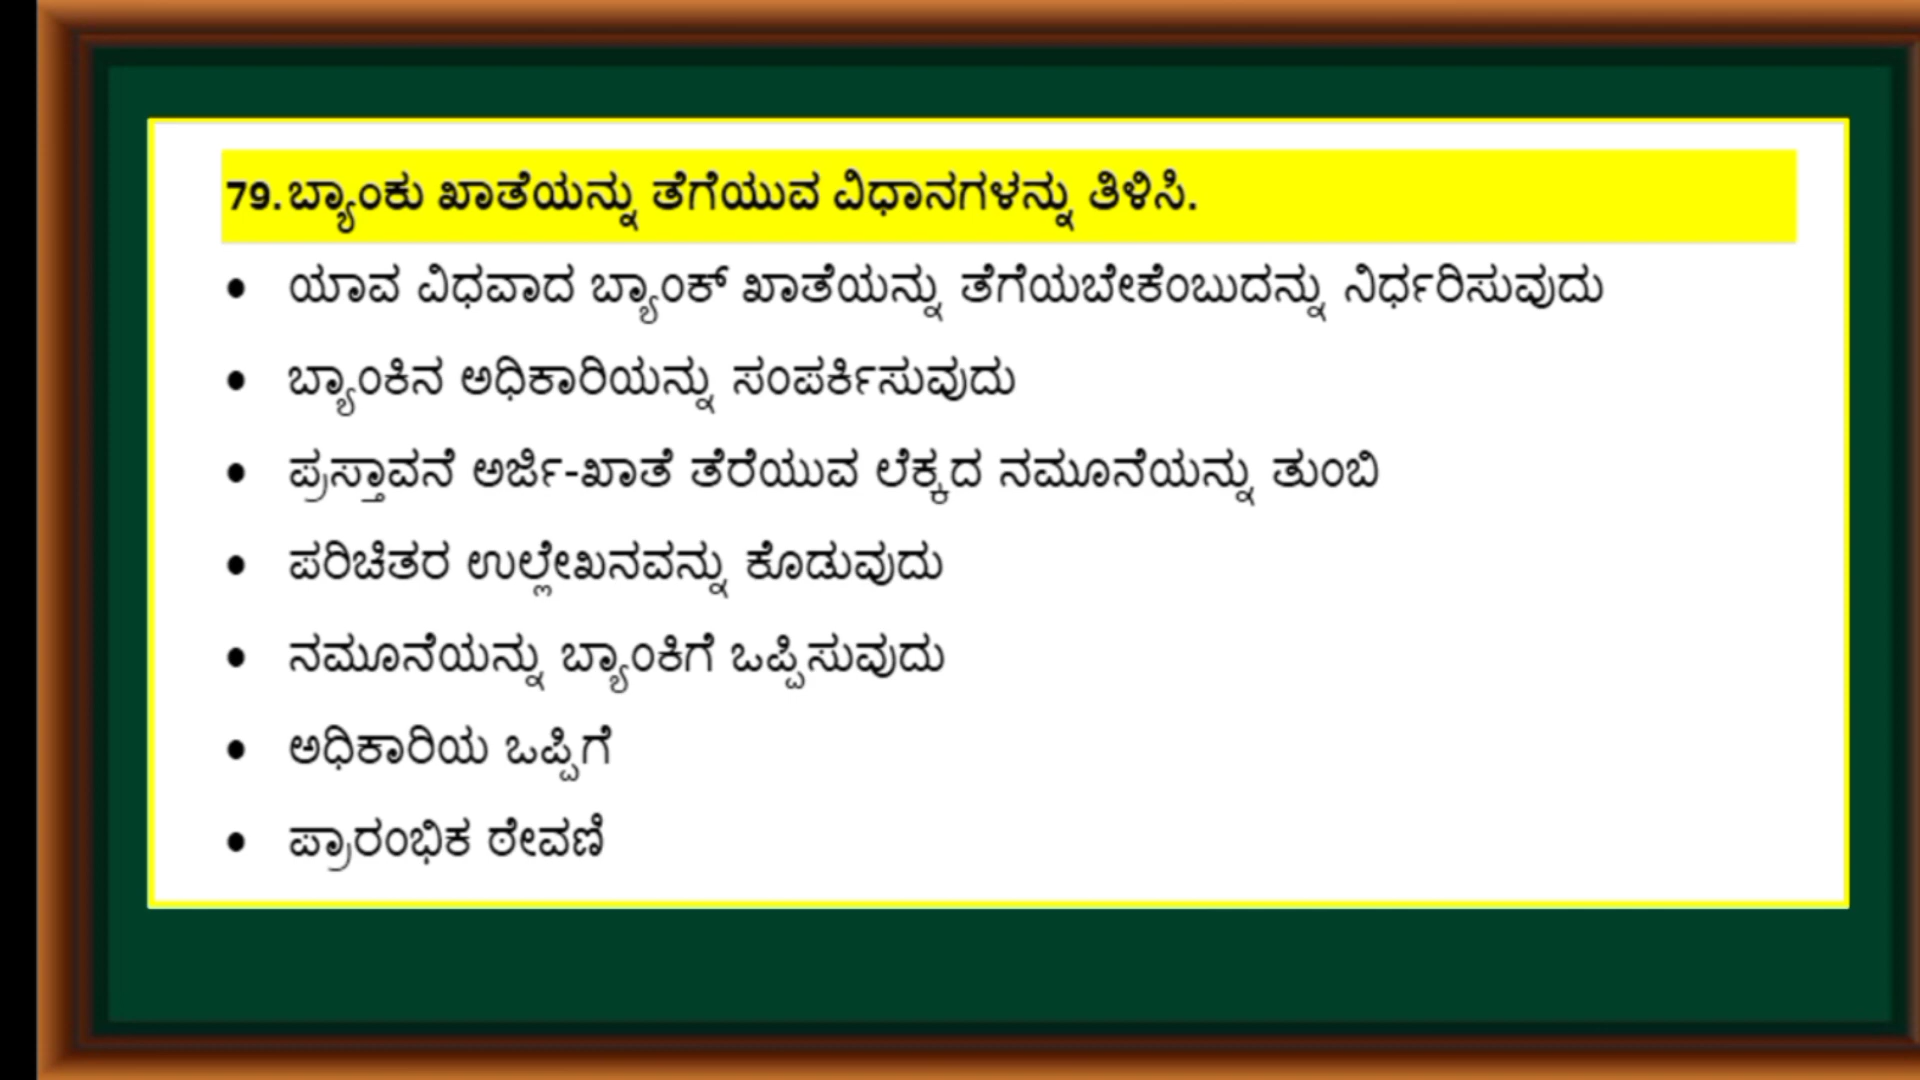 79. ಬ್ಯಾಂಕು ಖಾತೆಯನ್ನು ತೆಗೆಯುವ ವಿಧಾನಗಳನ್ನು ತಿಳಿಸಿ.
• ಯಾವ ವಿಧವಾದ ಬ್ಯಾಂಕ್ ಖಾತೆಯನ್ನು ತೆಗೆಯಬೇಕೆಂಬುದನ್ನು ನಿರ್ಧರಿಸುವುದು
• ಬ್ಯಾಂಕಿನ ಅಧಿಕಾರಿಯನ್ನು ಸಂಪರ್ಕಿಸುವುದು
• ಪ್ರಸ್ತಾವನೆ ಅರ್ಜಿ-ಖಾತೆ ತೆರೆಯುವ ಲೆಕ್ಕದ ನಮೂನೆಯನ್ನು ತುಂಬಿ
• ಪರಿಚಿತರ ಉಲ್ಲೇಖನವನ್ನು ಕೊಡುವುದು
• ನಮೂನೆಯನ್ನು ಬ್ಯಾಂಕಿಗೆ ಒಪ್ಪಿಸುವುದು
• ಅಧಿಕಾರಿಯ ಒಪ್ಪಿಗೆ
• ಪ್ರಾರಂಭಿಕ ಠೇವಣಿ